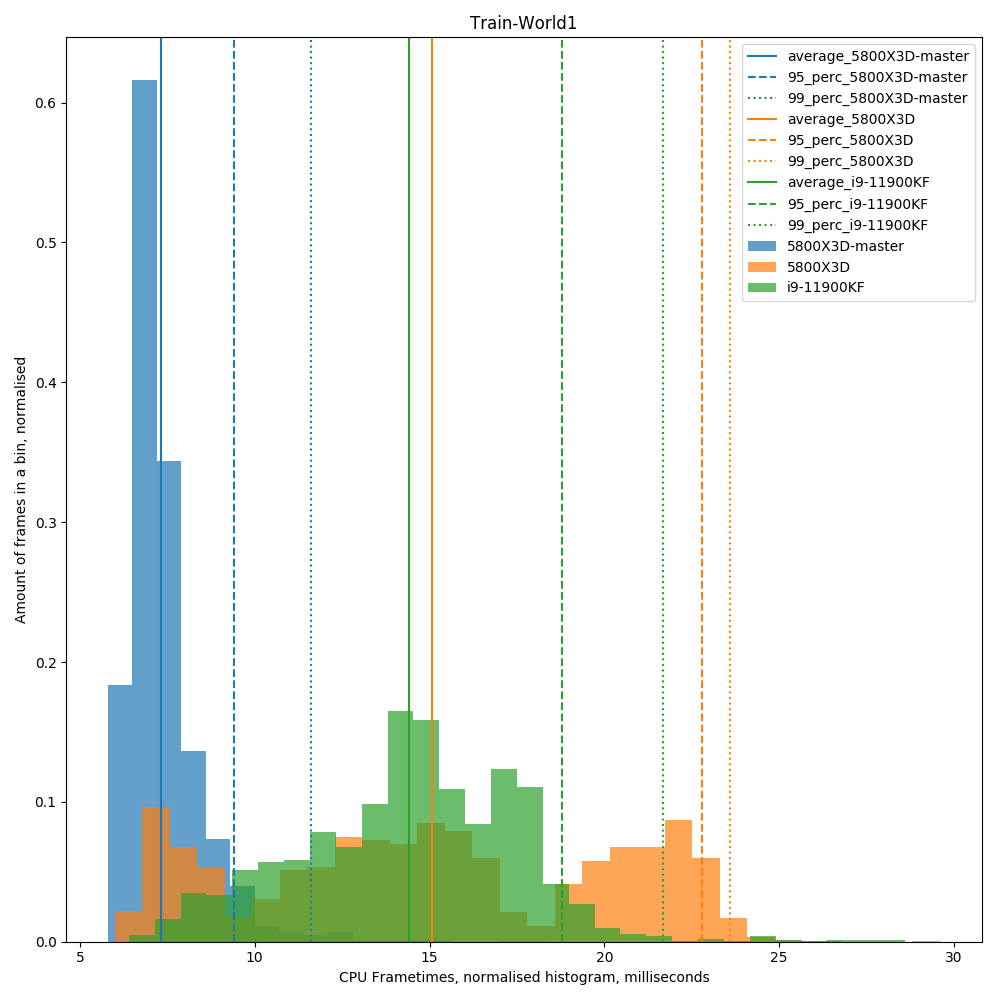 Train-World1
average_5800X3D-master
95_perc_5800X3D-master
99_perc_5800X3D-master
average_5800X3D
95_perc_5800X3D
99_perc_5800X3D
average_i9-11900KF
95_perc_i9-11900KF
99_perc_i9-11900KF
5800X3D-master
5800X3D
i9-11900KF
Amount of frames in a bin, normalised
0.6
0.5
0.4
0.3
0.2
0.1
0.0
5 10 15 20 25 30
CPU Frametimes, normalised histogram, milliseconds